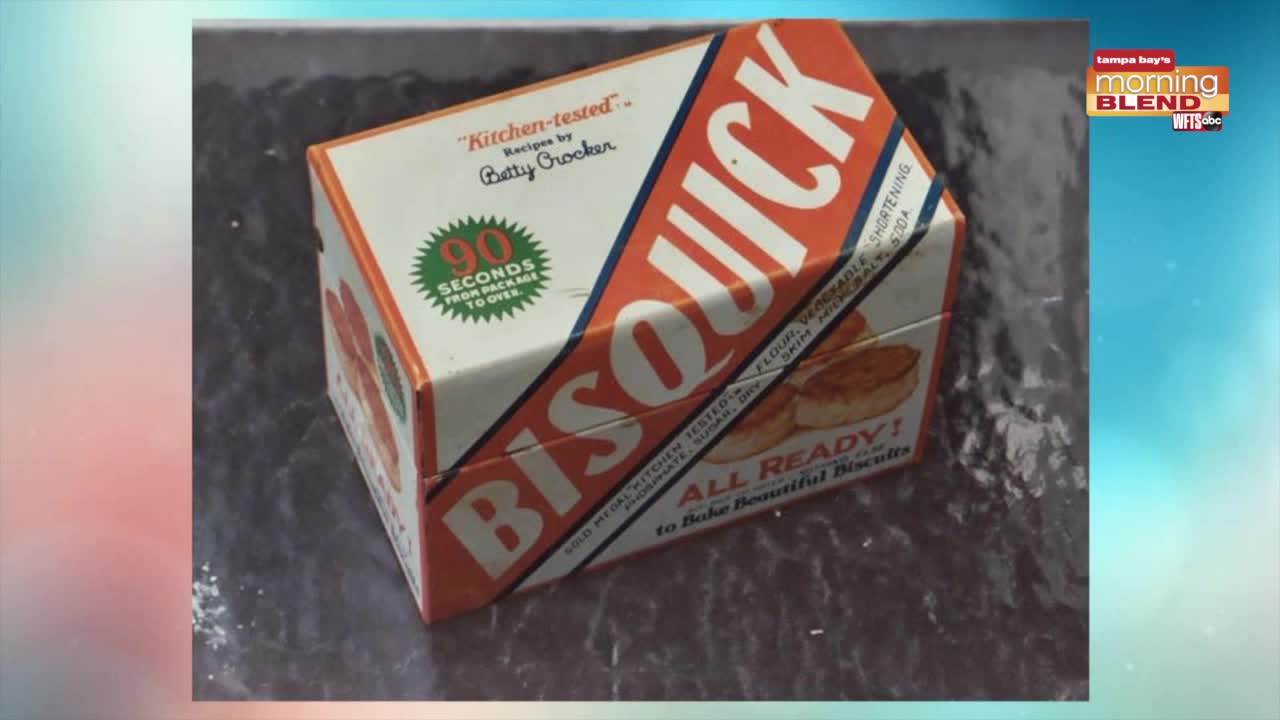 tampa bay's
morning
BLEND
WFTS abc
"Kitchen-tested"
Recipes by
Betty Crocker
90
SECONDS
FROM PACKAGE
TO OVEN.
BISQUICK
GOLD MEDAL "KITCHEN TESTED" FLOUR, VEGETABLE SHORTENING,
PHOSPHATE, SUGAR, DRY SKIM MILK, SALT, SODA.
ALL READY!
to Bake Beautiful Biscuits
ALL READY!